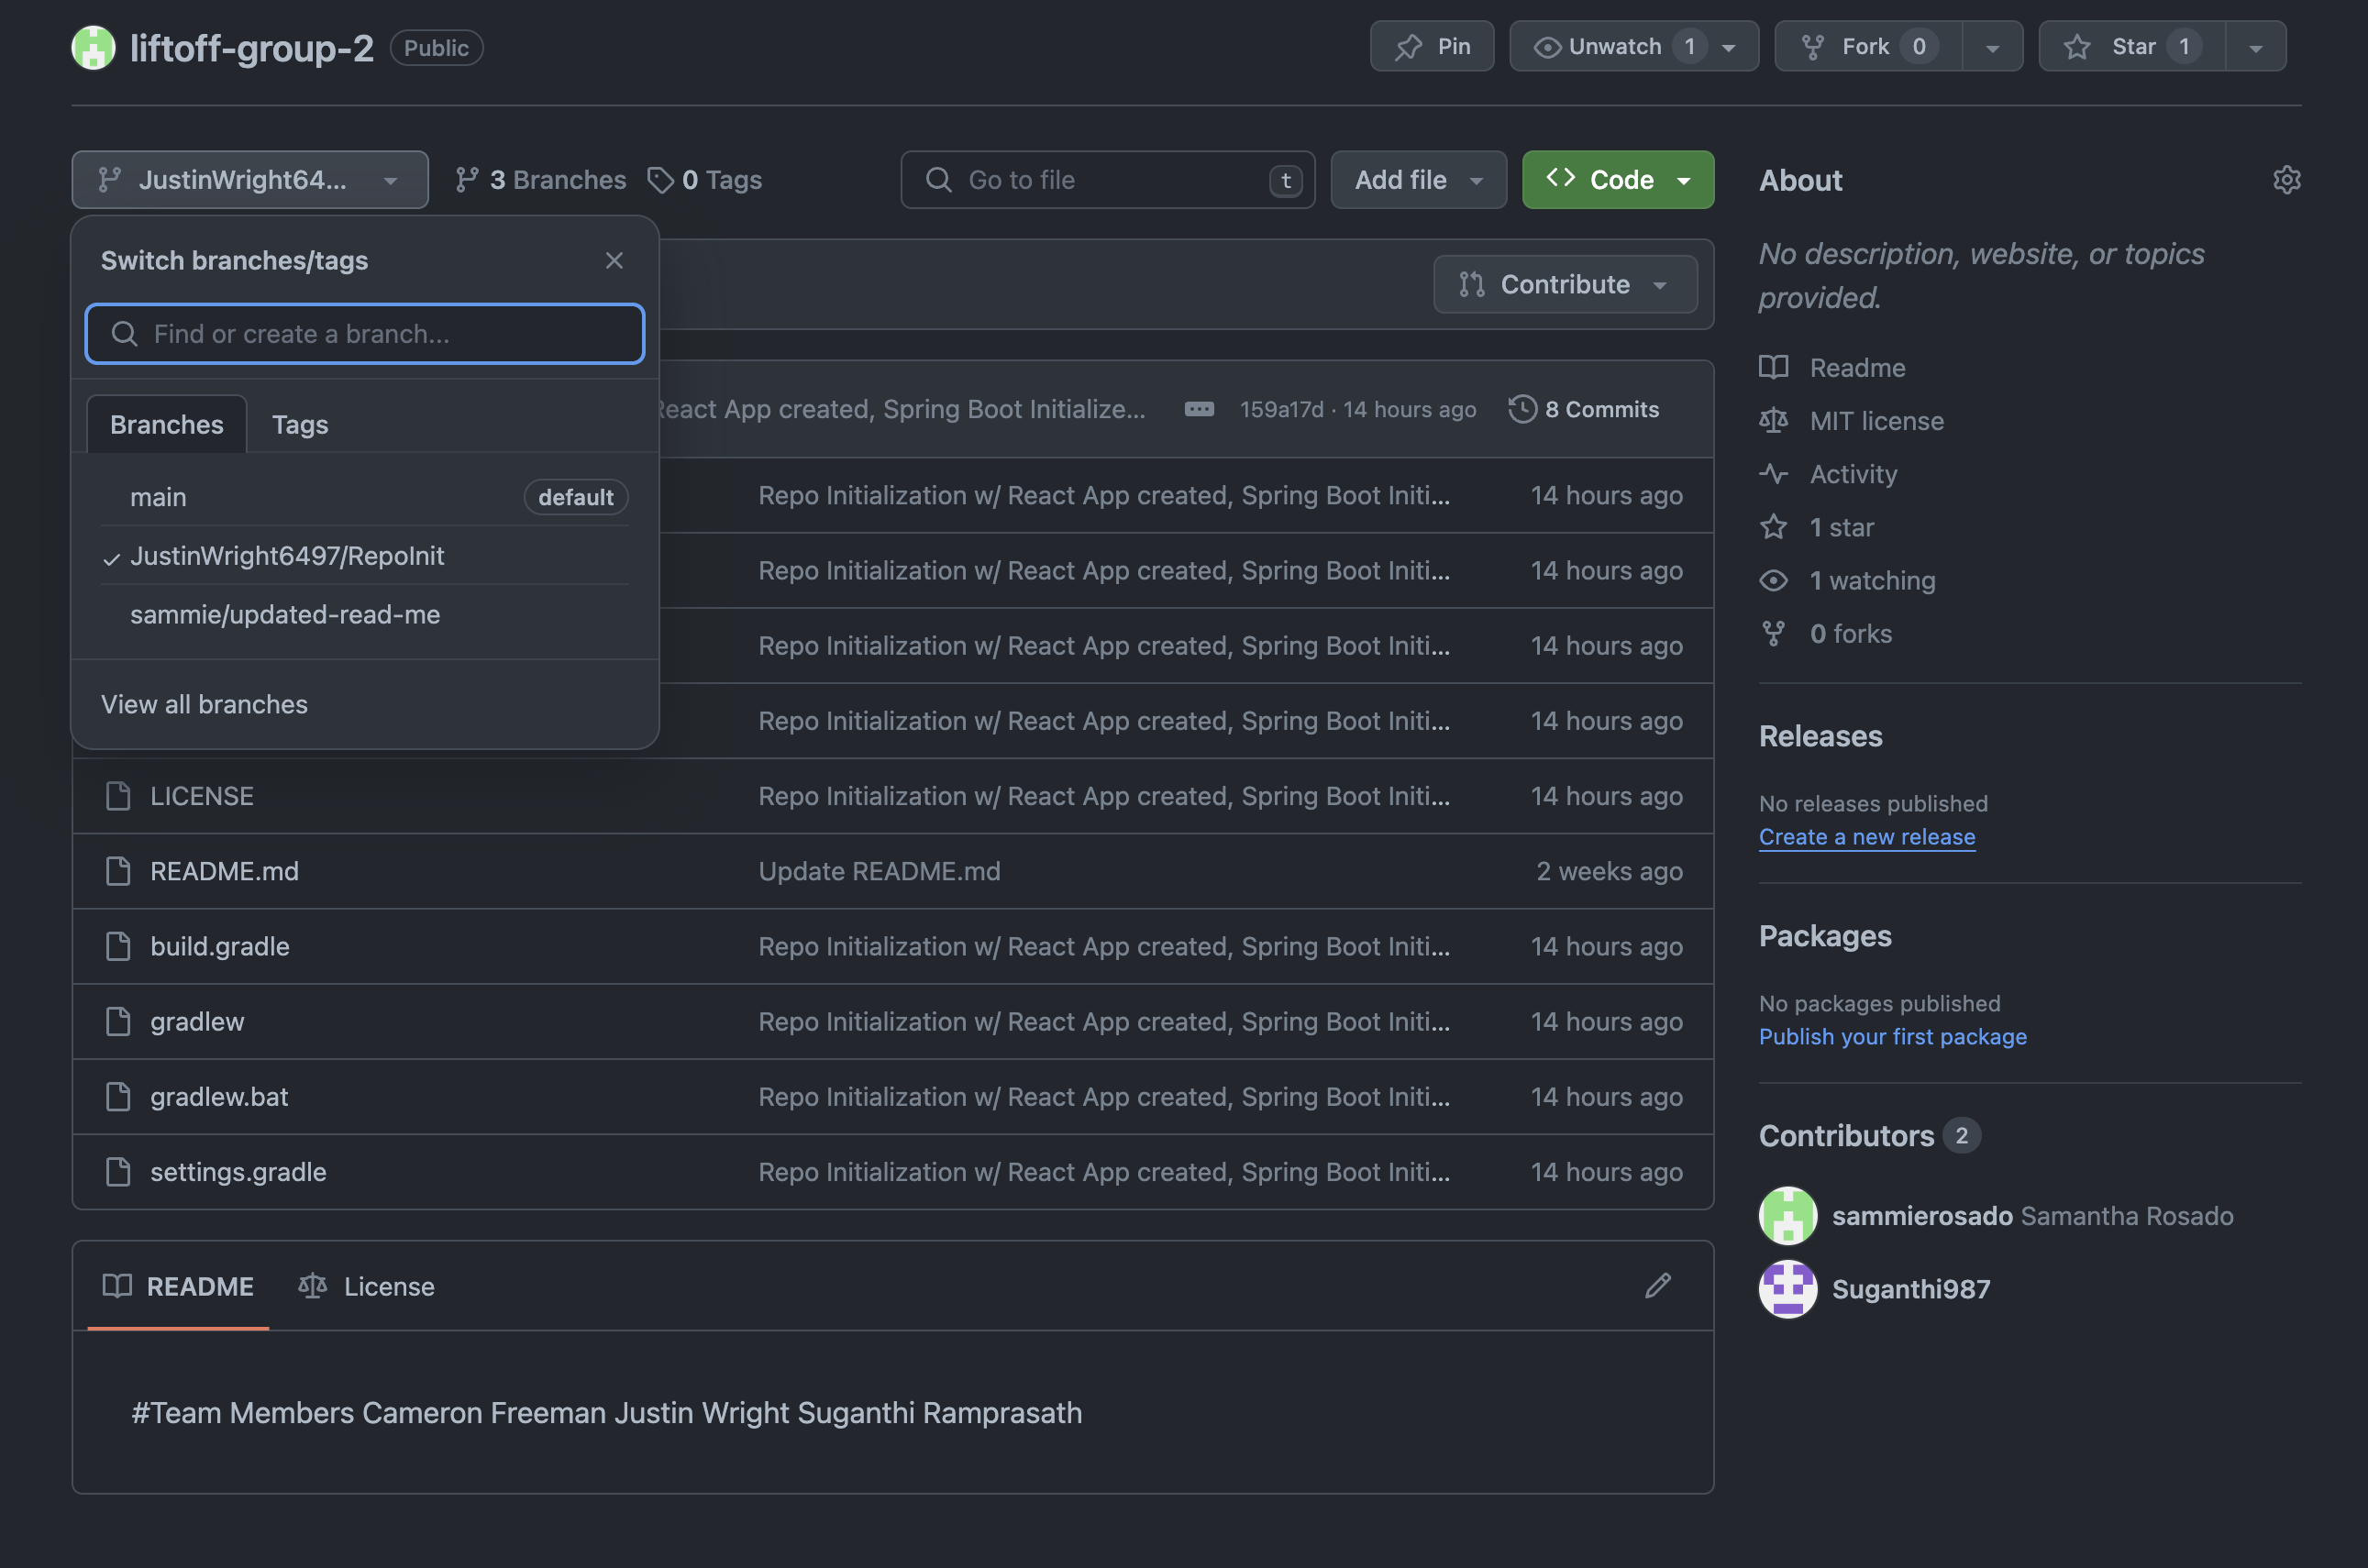 liftoff-group-2 Public Pin Unwatch 1 Fork 0 Star 1
JustinWright64... 3 Branches 0 Tags Go to file t Add file Code
Switch branches/tags
Find or create a branch...
Branches Tags
main default
JustinWright6497/RepoInit
sammie/updated-read-me
View all branches
Contribute
React App created, Spring Boot Initialize... 159a17d · 14 hours ago 8 Commits
Repo Initialization w/ React App created, Spring Boot Initi... 14 hours ago
Repo Initialization w/ React App created, Spring Boot Initi... 14 hours ago
Repo Initialization w/ React App created, Spring Boot Initi... 14 hours ago
Repo Initialization w/ React App created, Spring Boot Initi... 14 hours ago
LICENSE Repo Initialization w/ React App created, Spring Boot Initi... 14 hours ago
README.md Update README.md 2 weeks ago
build.gradle Repo Initialization w/ React App created, Spring Boot Initi... 14 hours ago
gradlew Repo Initialization w/ React App created, Spring Boot Initi... 14 hours ago
gradlew.bat Repo Initialization w/ React App created, Spring Boot Initi... 14 hours ago
settings.gradle Repo Initialization w/ React App created, Spring Boot Initi... 14 hours ago
README License
#Team Members Cameron Freeman Justin Wright Suganthi Ramprasath
About
No description, website, or topics
provided.
Readme
MIT license
Activity
1 star
1 watching
0 forks
Releases
No releases published
Create a new release
Packages
No packages published
Publish your first package
Contributors 2
sammierosado Samantha Rosado
Suganthi987